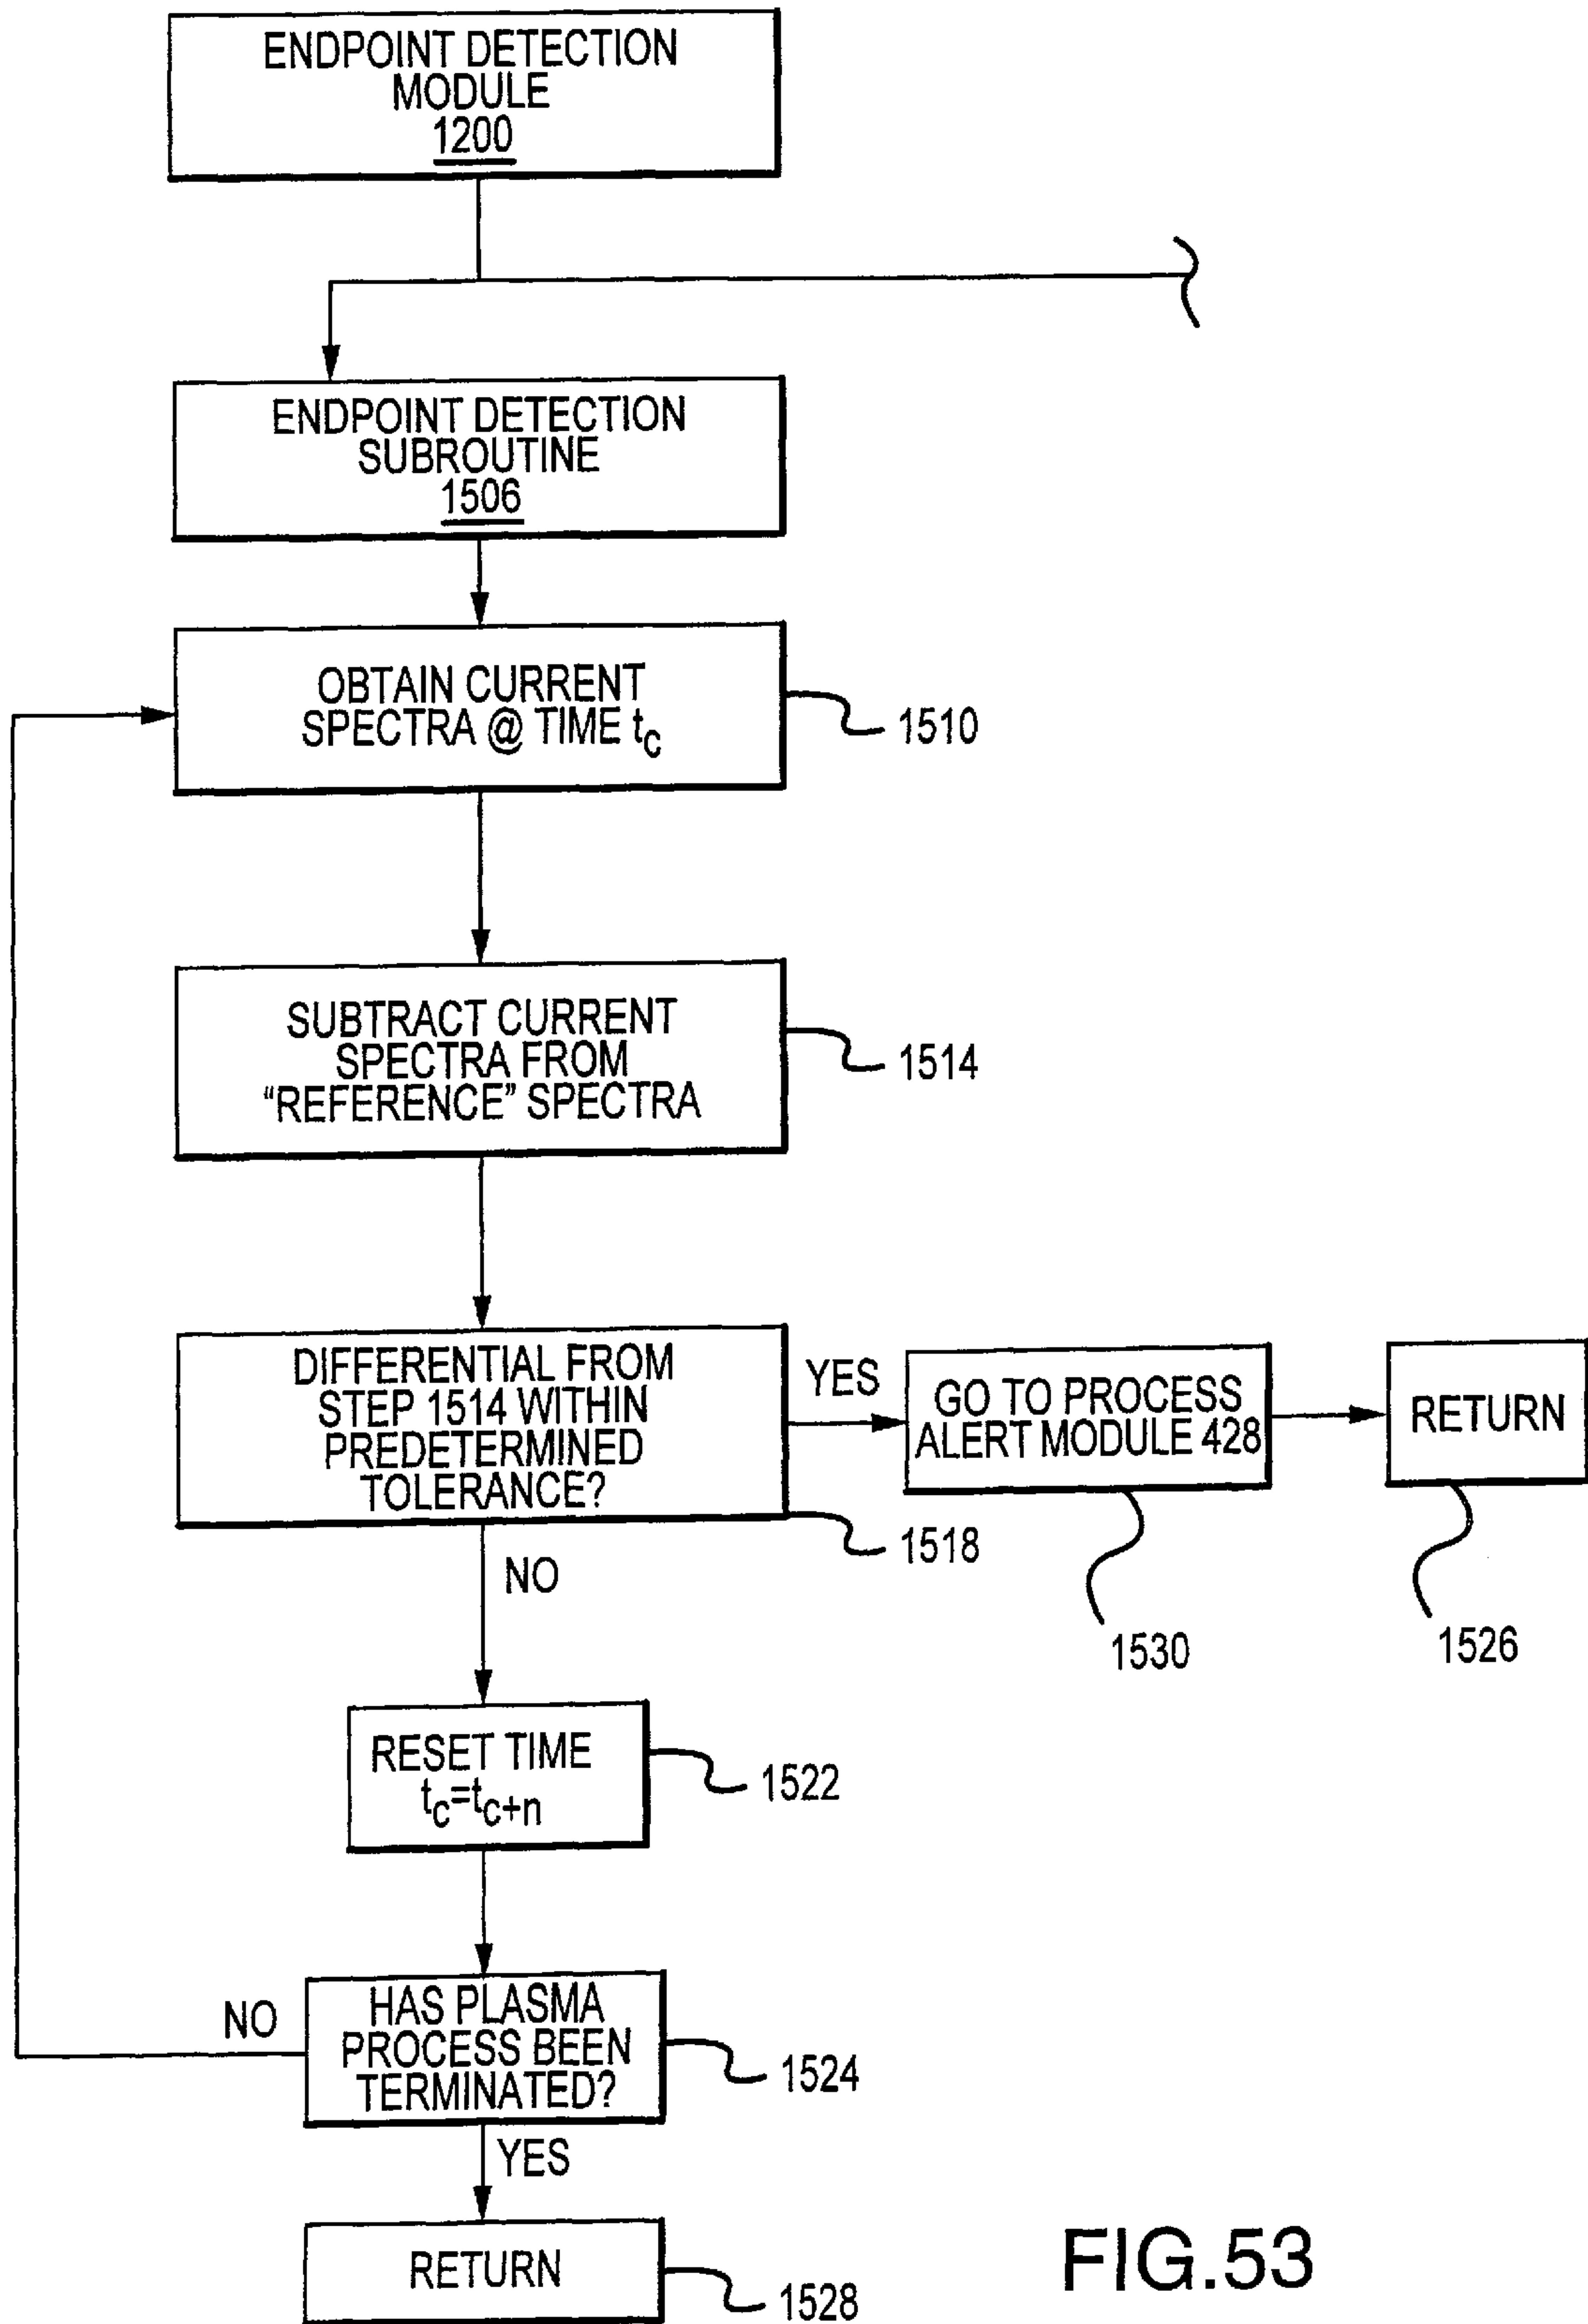 ENDPOINT DETECTION
MODULE
1200
ENDPOINT DETECTION
SUBROUTINE
1506
OBTAIN CURRENT
SPECTRA @ TIME tc
1510
SUBTRACT CURRENT
SPECTRA FROM
“REFERENCE” SPECTRA
1514
DIFFERENTIAL FROM
STEP 1514 WITHIN
PREDETERMINED
TOLERANCE?
1518
YES
GO TO PROCESS
ALERT MODULE 428
1530
RETURN
1526
NO
RESET TIME
tc=tc+n
1522
HAS PLASMA
PROCESS BEEN
TERMINATED?
1524
NO
YES
RETURN
1528
FIG.53